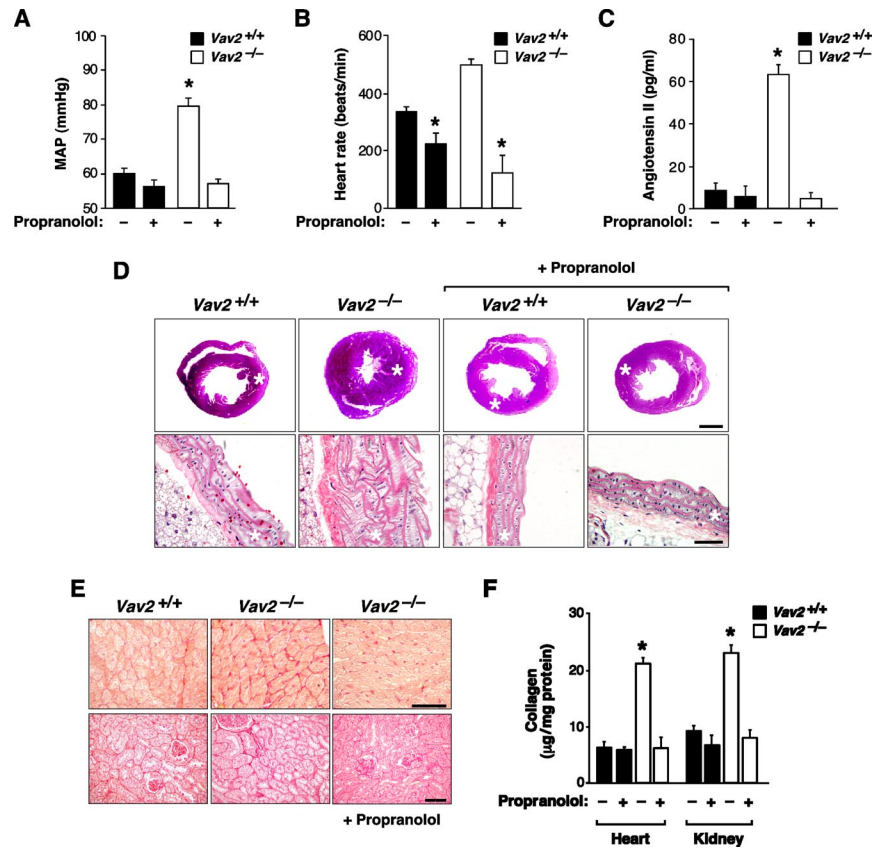 A
Vav2 +/+
Vav2 −/−
MAP (mmHg)
100
90
80
70
60
50
*
Propranolol: − + − +
B
Vav2 +/+
Vav2 −/−
Heart rate (beats/min)
600
400
200
0
* *
− + − +
C
Vav2 +/+
Vav2 −/−
Angiotensin II (pg/ml)
80
60
40
20
0
*
Propranolol: − + − +
D
+ Propranolol
Vav2 +/+ Vav2 −/− Vav2 +/+ Vav2 −/−
* * * *
* * * *
E
Vav2 +/+ Vav2 −/− Vav2 −/−
+ Propranolol
F
Vav2 +/+
Vav2 −/−
Collagen
(µg/mg protein)
30
20
10
0
* *
Propranolol: − + − + − + − +
Heart Kidney